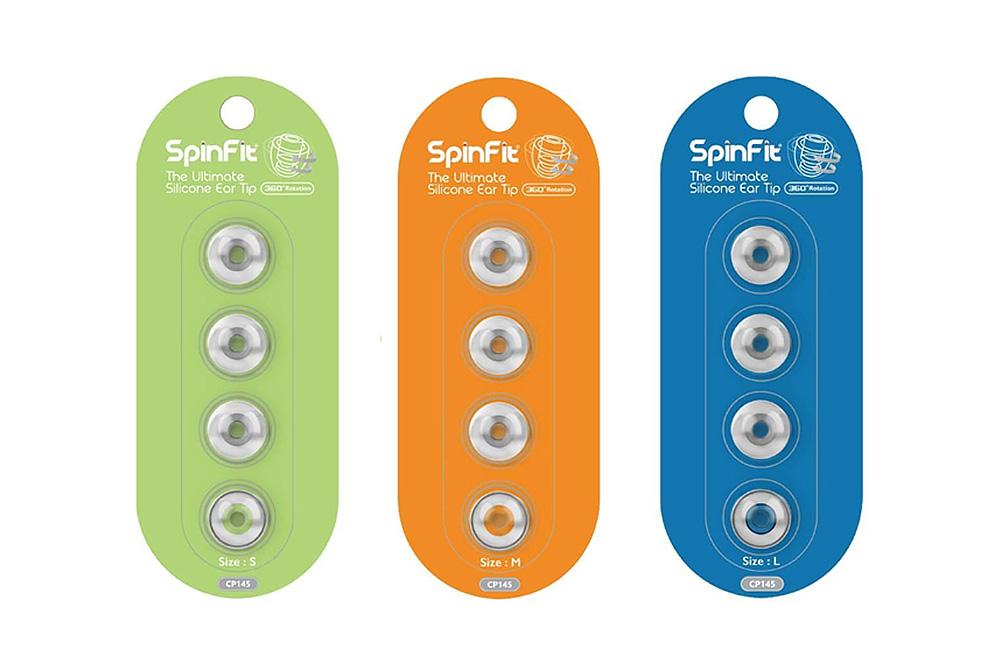 SpinFit®
The Ultimate
Silicone Ear Tip 360°Rotation
Size : S
CP145
SpinFit®
The Ultimate
Silicone Ear Tip 360°Rotation
Size : M
CP145
SpinFit®
The Ultimate
Silicone Ear Tip 360°Rotation
Size : L
CP145